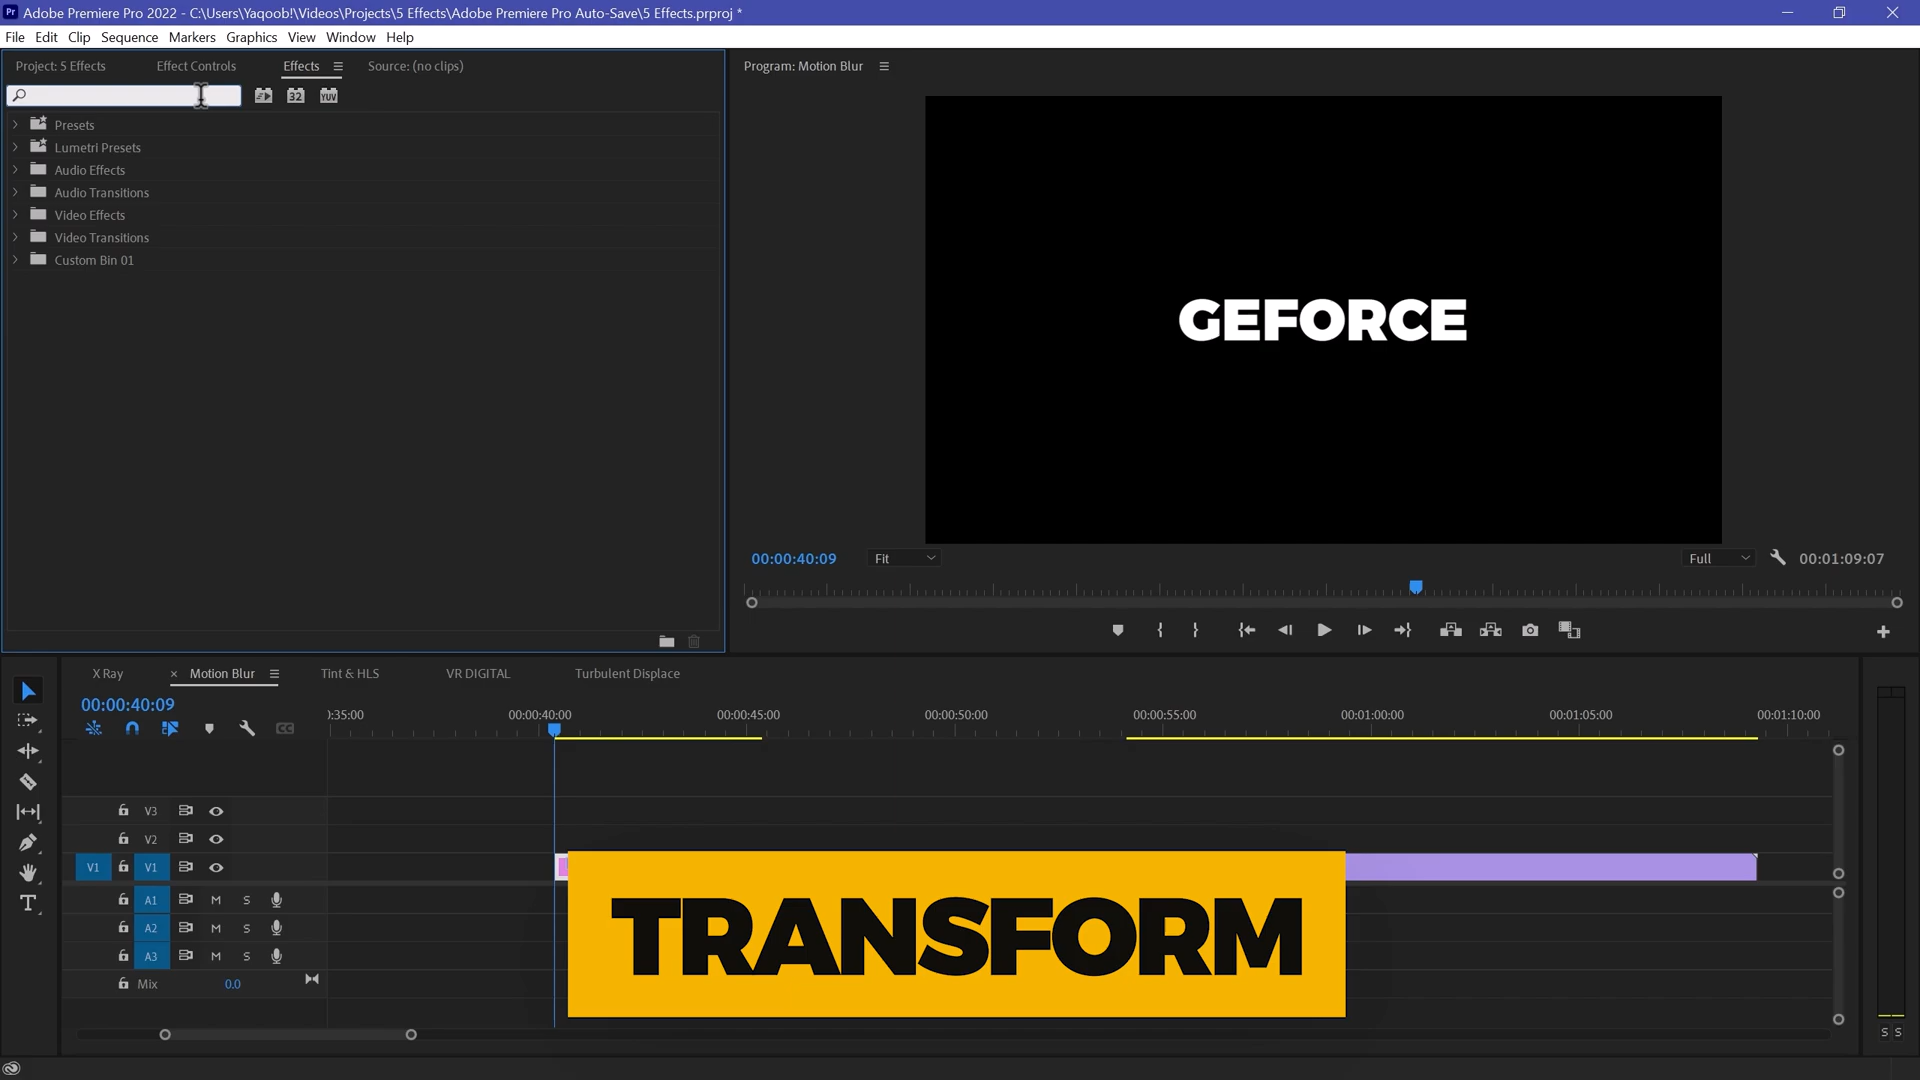 Pr Adobe Premiere Pro 2022 - C:\Users\Yaqoob!\Videos\Projects\5 Effects\Adobe Premiere Pro Auto-Save\5 Effects.prproj *
File Edit Clip Sequence Markers Graphics View Window Help
Project: 5 Effects Effect Controls Effects Source: (no clips)
32 YUV
Presets
Lumetri Presets
Audio Effects
Audio Transitions
Video Effects
Video Transitions
Custom Bin 01
Program: Motion Blur
GEFORCE
00:00:40:09 Fit Full 00:01:09:07
X Ray × Motion Blur Tint & HLS VR DIGITAL Turbulent Displace
00:00:40:09
):35:00 00:00:40:00 00:00:45:00 00:00:50:00 00:00:55:00 00:01:00:00 00:01:05:00 00:01:10:00
CC
V3
V2
V1 V1
A1 M S
A2 M S
A3 M S
Mix 0.0
TRANSFORM
S S